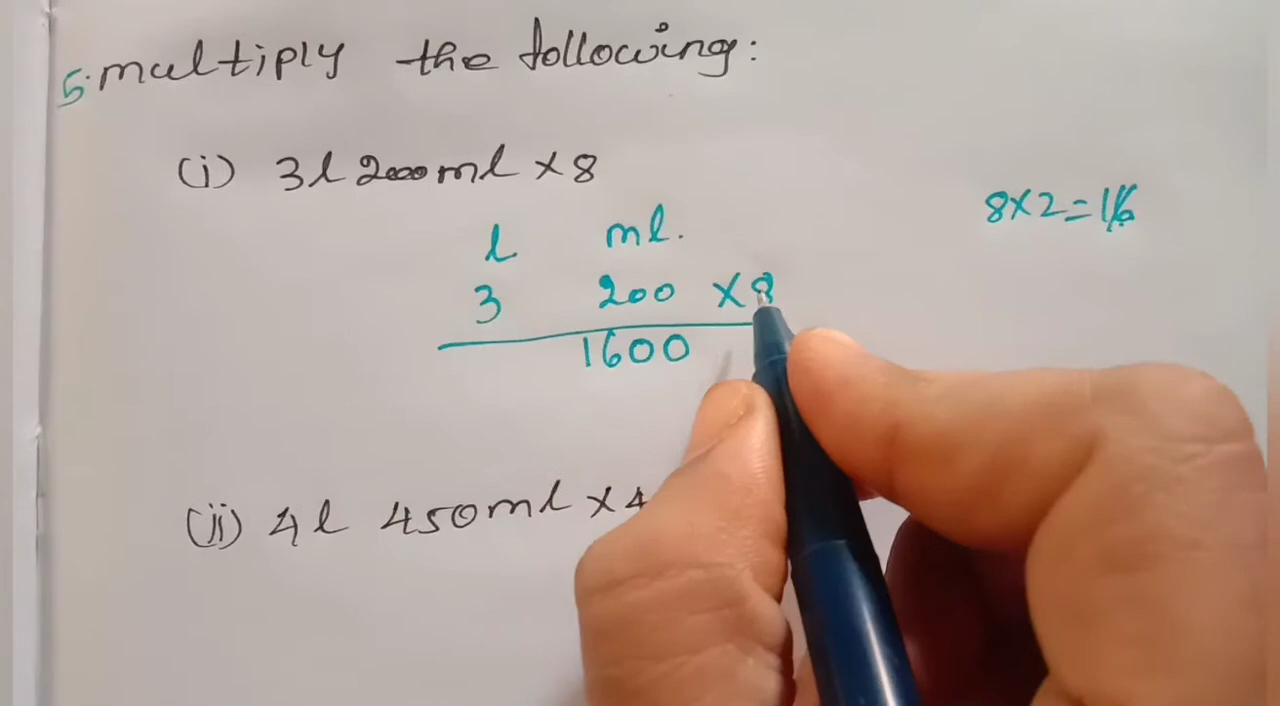 5. multiply the following:
(i) 3l 200ml × 8
8×2=16
l ml.
3 200 × 8
1600
(ii) 4l 450ml × 4